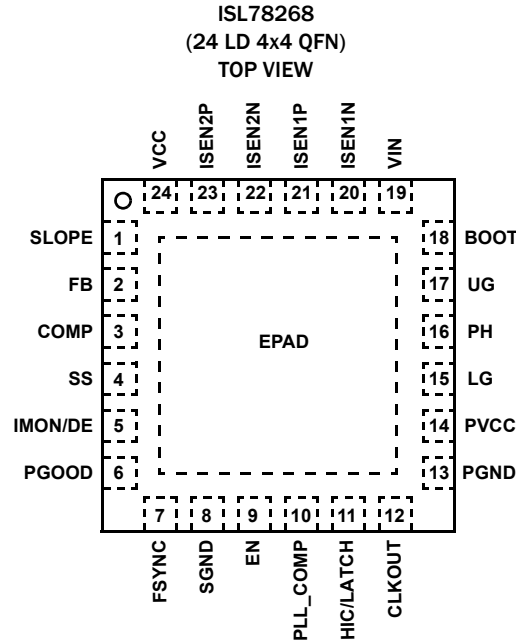 ISL78268
(24 LD 4x4 QFN)
TOP VIEW
VCC
ISEN2P
ISEN2N
ISEN1P
ISEN1N
VIN
24 23 22 21 20 19
SLOPE 1
FB 2
COMP 3
SS 4
IMON/DE 5
PGOOD 6
EPAD
18 BOOT
17 UG
16 PH
15 LG
14 PVCC
13 PGND
7 8 9 10 11 12
FSYNC
SGND
EN
PLL_COMP
HIC/LATCH
CLKOUT